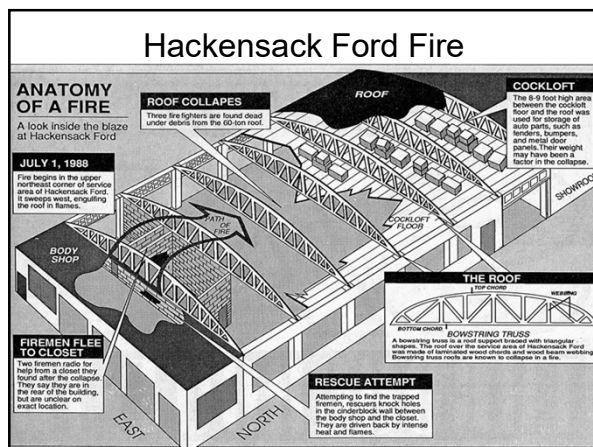 Hackensack Ford Fire
ANATOMY
OF A FIRE
A look inside the blaze
at Hackensack Ford
JULY 1, 1988
Fire begins in the upper
northeast corner of service
area of Hackensack Ford.
It sweeps west, engulfing
the roof in flames.
ROOF COLLAPES
Three fire fighters are found dead
under debris from the 60-ton roof.
ROOF
COCKLOFT
The 8-9 foot high area
between the cockloft
floor and the roof was
used for storage of
auto parts, such as
fenders, bumpers,
and metal door
panels. Their weight
may have been a
factor in the collapse.
SHOWROOM
PATH
OF
FIRE
COCKLOFT
FLOOR
BODY
SHOP
THE ROOF
TOP CHORD
WEBBING
BOTTOM CHORD
BOWSTRING TRUSS
A bowstring truss is a roof support braced with triangular
shapes. The roof over the service area of Hackensack Ford
was made of laminated wood chords and wood beam webbing.
Bowstring truss roofs are known to collapse in a fire.
FIREMEN FLEE
TO CLOSET
Two firemen radio for
help from a closet they
found after the collapse.
They say they are in
the rear of the building,
but are unclear on
exact location.
RESCUE ATTEMPT
Attempting to find the trapped
firemen, rescuers knock holes
in the cinderblock wall between
the body shop and the closet.
They are driven back by intense
heat and flames.
EAST
NORTH